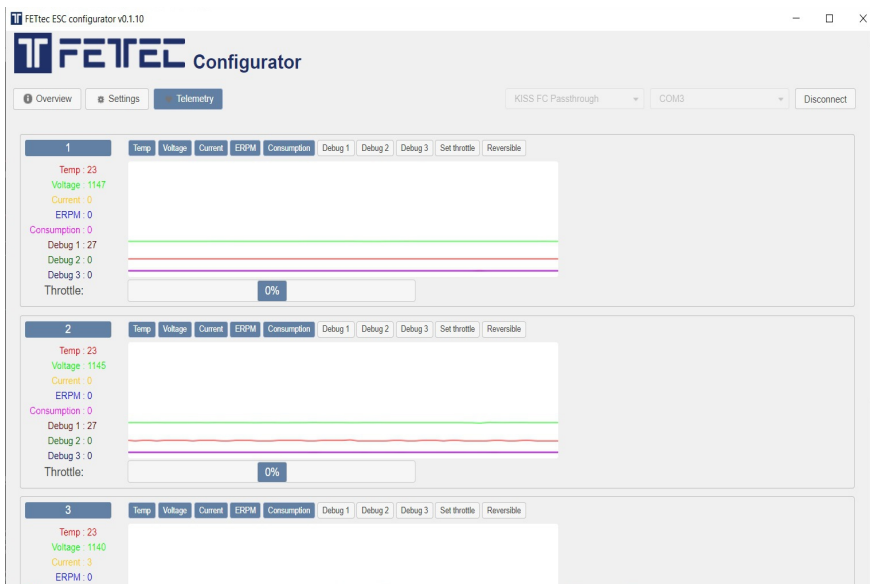 FETtec ESC configurator v0.1.10
FETTEC Configurator
Overview Settings Telemetry KISS FC Passthrough COM3 Disconnect
1 Temp Voltage Current ERPM Consumption Debug 1 Debug 2 Debug 3 Set throttle Reversible
Temp : 23
Voltage : 1147
Current : 0
ERPM : 0
Consumption : 0
Debug 1 : 27
Debug 2 : 0
Debug 3 : 0
Throttle: 0%
2 Temp Voltage Current ERPM Consumption Debug 1 Debug 2 Debug 3 Set throttle Reversible
Temp : 23
Voltage : 1145
Current : 0
ERPM : 0
Consumption : 0
Debug 1 : 27
Debug 2 : 0
Debug 3 : 0
Throttle: 0%
3 Temp Voltage Current ERPM Consumption Debug 1 Debug 2 Debug 3 Set throttle Reversible
Temp : 23
Voltage : 1140
Current : 3
ERPM : 0